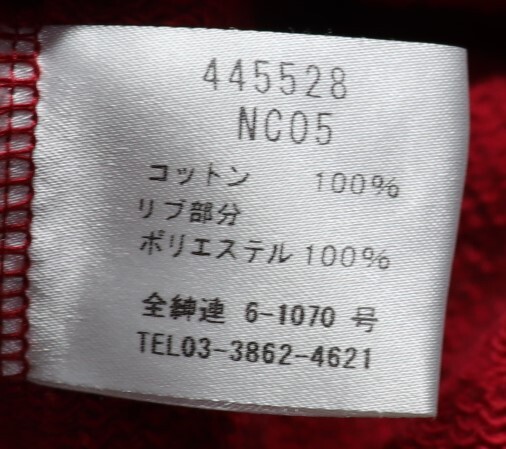 445528
NC05
コットン 100%
リブ部分
ポリエステル 100%
全紳連 6-1070 号
TEL03-3862-4621